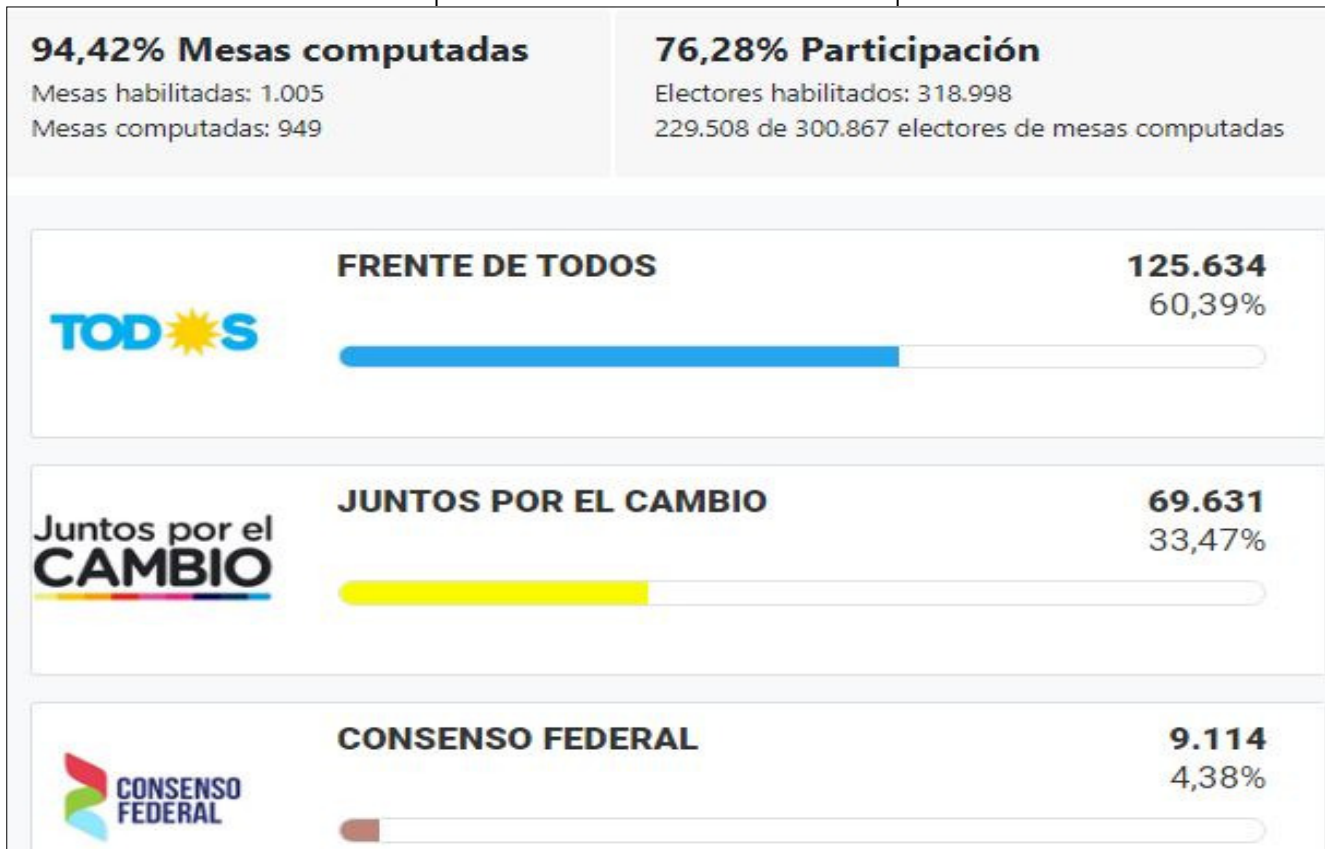 94,42% Mesas computadas
Mesas habilitadas: 1.005
Mesas computadas: 949
76,28% Participación
Electores habilitados: 318.998
229.508 de 300.867 electores de mesas computadas
TODOS
FRENTE DE TODOS
125.634
60,39%
Juntos por el
CAMBIO
JUNTOS POR EL CAMBIO
69.631
33,47%
CONSENSO
FEDERAL
CONSENSO FEDERAL
9.114
4,38%